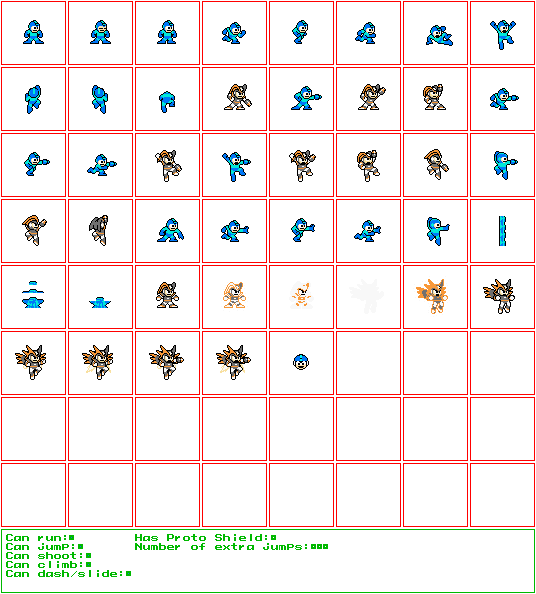 Can run:■
Can jump:■
Can shoot:■
Can climb:■
Can dash/slide:■
Has Proto Shield:■
Number of extra jumps:■■■